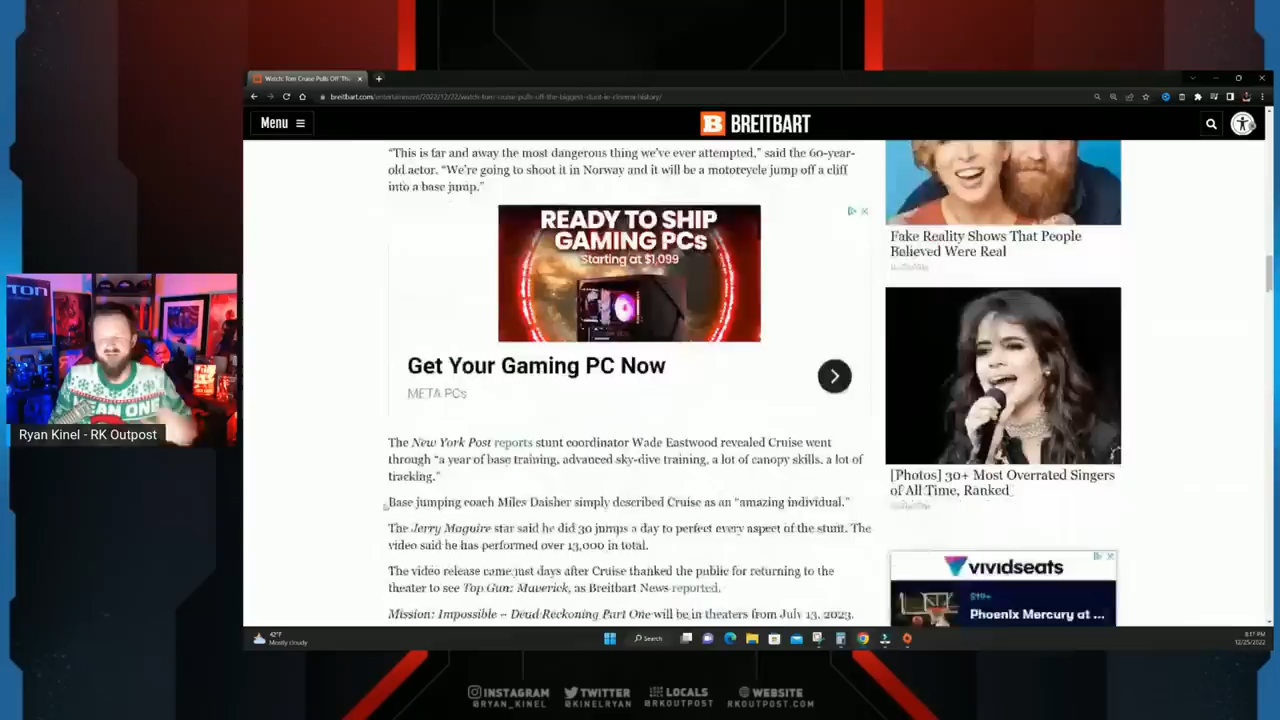 Watch: Tom Cruise Pulls Off 'Th
breitbart.com/entertainment/2022/12/22/watch-tom-cruise-pulls-off-the-biggest-stunt-in-cinema-history/
Menu
B BREITBART
“This is far and away the most dangerous thing we’ve ever attempted,” said the 60-year-
old actor. “We’re going to shoot it in Norway and it will be a motorcycle jump off a cliff
into a base jump.”
READY TO SHIP
GAMING PCs
Starting at $1,099
Get Your Gaming PC Now
META PCs
The New York Post reports stunt coordinator Wade Eastwood revealed Cruise went
through “a year of base training, advanced sky-dive training, a lot of canopy skills, a lot of
tracking.”
Base jumping coach Miles Daisher simply described Cruise as an “amazing individual.”
The Jerry Maguire star said he did 30 jumps a day to perfect every aspect of the stunt. The
video said he has performed over 13,000 in total.
The video release came just days after Cruise thanked the public for returning to the
theater to see Top Gun: Maverick, as Breitbart News reported.
Mission: Impossible – Dead Reckoning Part One will be in theaters from July 13, 2023.
Fake Reality Shows That People
Believed Were Real
[Photos] 30+ Most Overrated Singers
of All Time, Ranked
vividseats
$19+
Phoenix Mercury at ...
TON
MEAN ONE
Ryan Kinel - RK Outpost
42°F
Mostly cloudy
Search
8:17 PM
12/25/2022
INSTAGRAM
@RYAN_KINEL
TWITTER
@KINELRYAN
LOCALS
@RKOUTPOST
WEBSITE
RKOUTPOST.COM